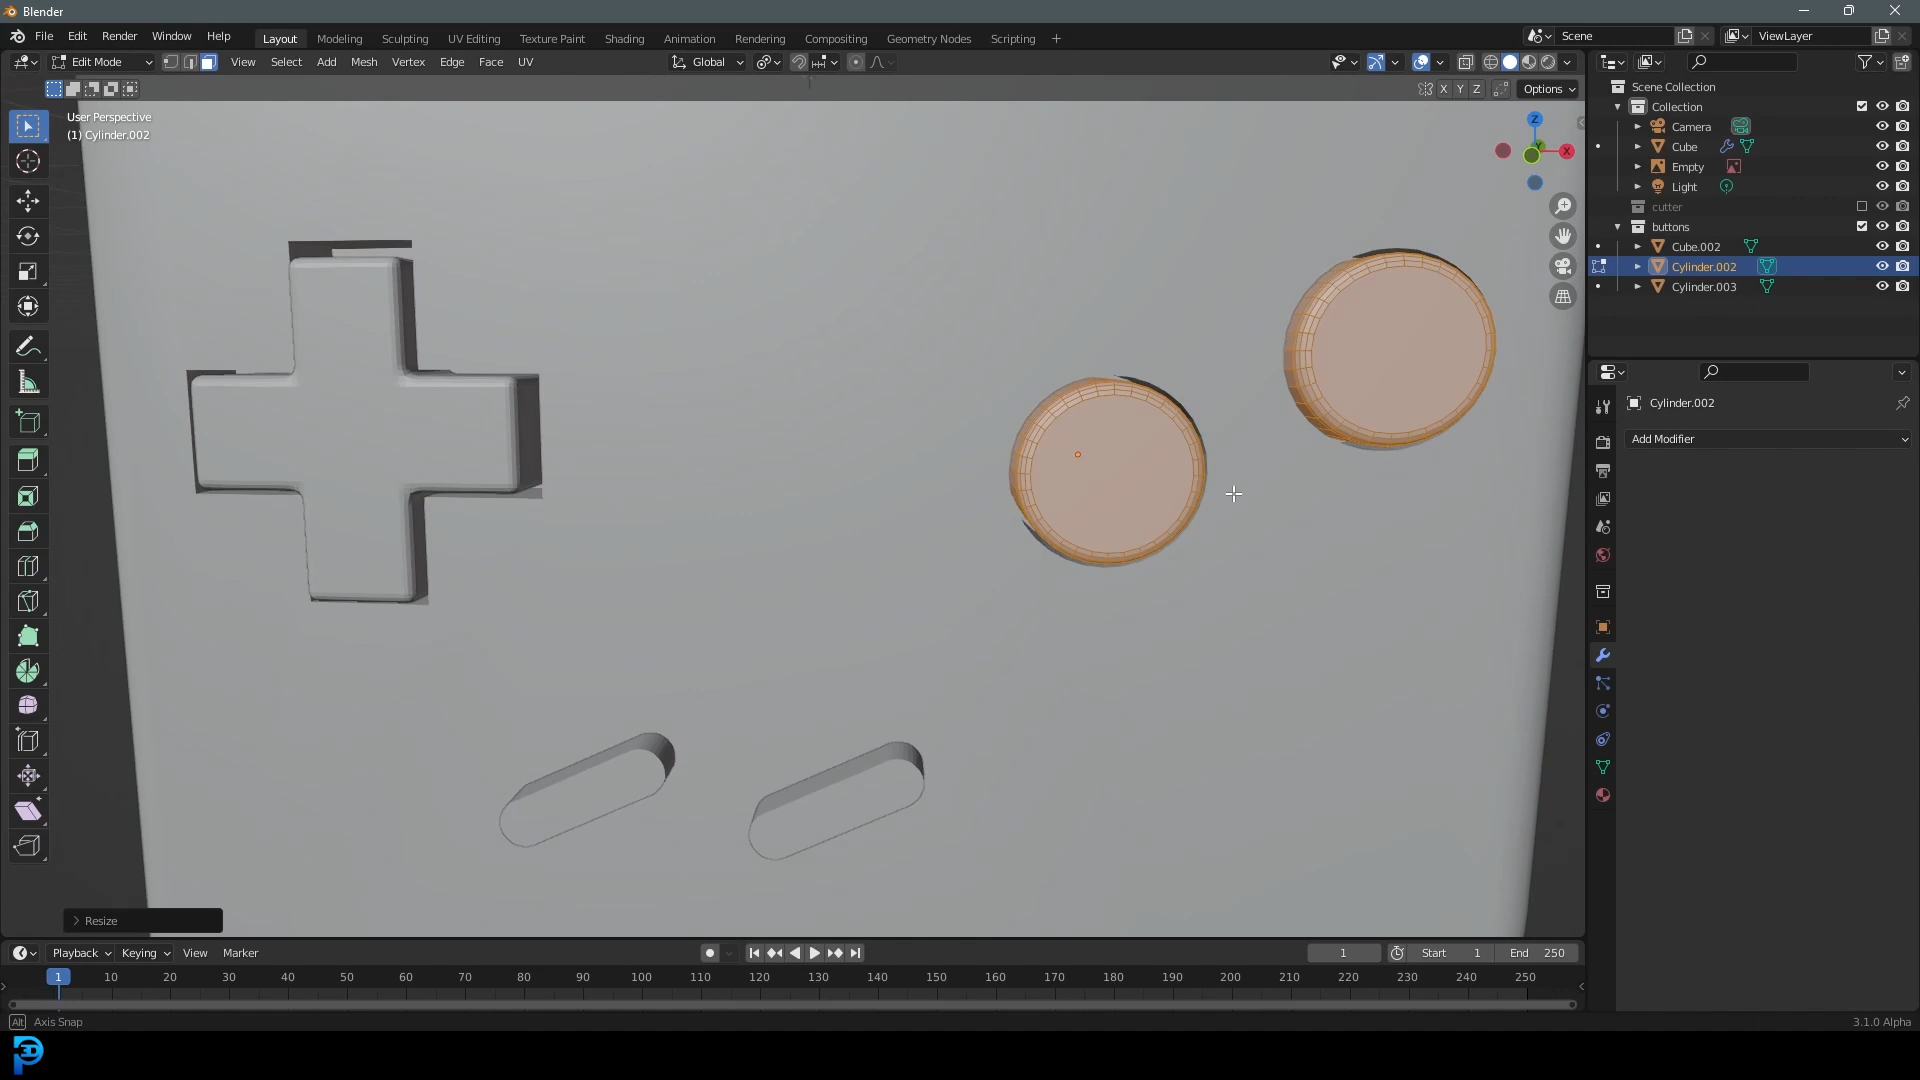 Blender
File Edit Render Window Help Layout Modeling Sculpting UV Editing Texture Paint Shading Animation Rendering Compositing Geometry Nodes Scripting + Scene ViewLayer
Edit Mode View Select Add Mesh Vertex Edge Face UV Global
X Y Z Options
User Perspective
(1) Cylinder.002
Z
X
Scene Collection
Collection
Camera
Cube
Empty
Light
cutter
buttons
Cube.002
Cylinder.002
Cylinder.003
Cylinder.002
Add Modifier
Resize
Playback Keying View Marker 1 Start 1 End 250
1 10 20 30 40 50 60 70 80 90 100 110 120 130 140 150 160 170 180 190 200 210 220 230 240 250
Alt Axis Snap 3.1.0 Alpha